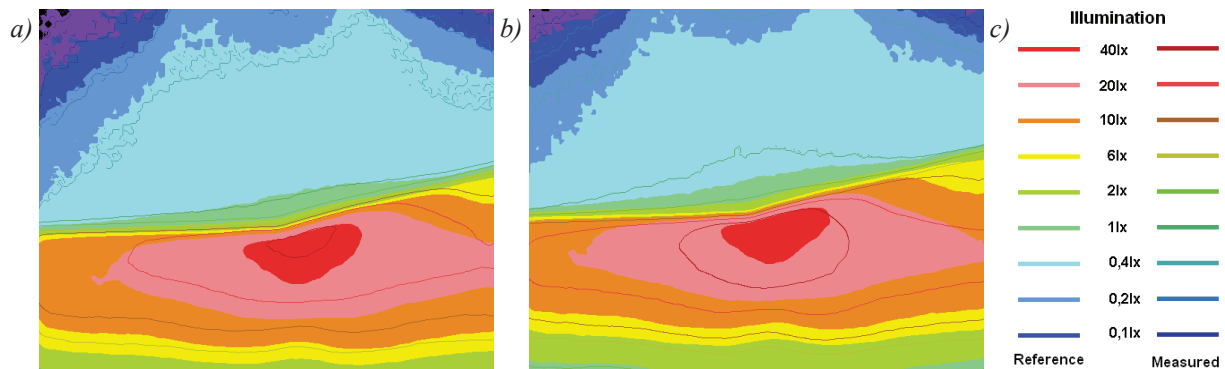 a)
b)
c)
Illumination
40lx
20lx
10lx
6lx
2lx
1lx
0,4lx
0,2lx
0,1lx
Reference Measured